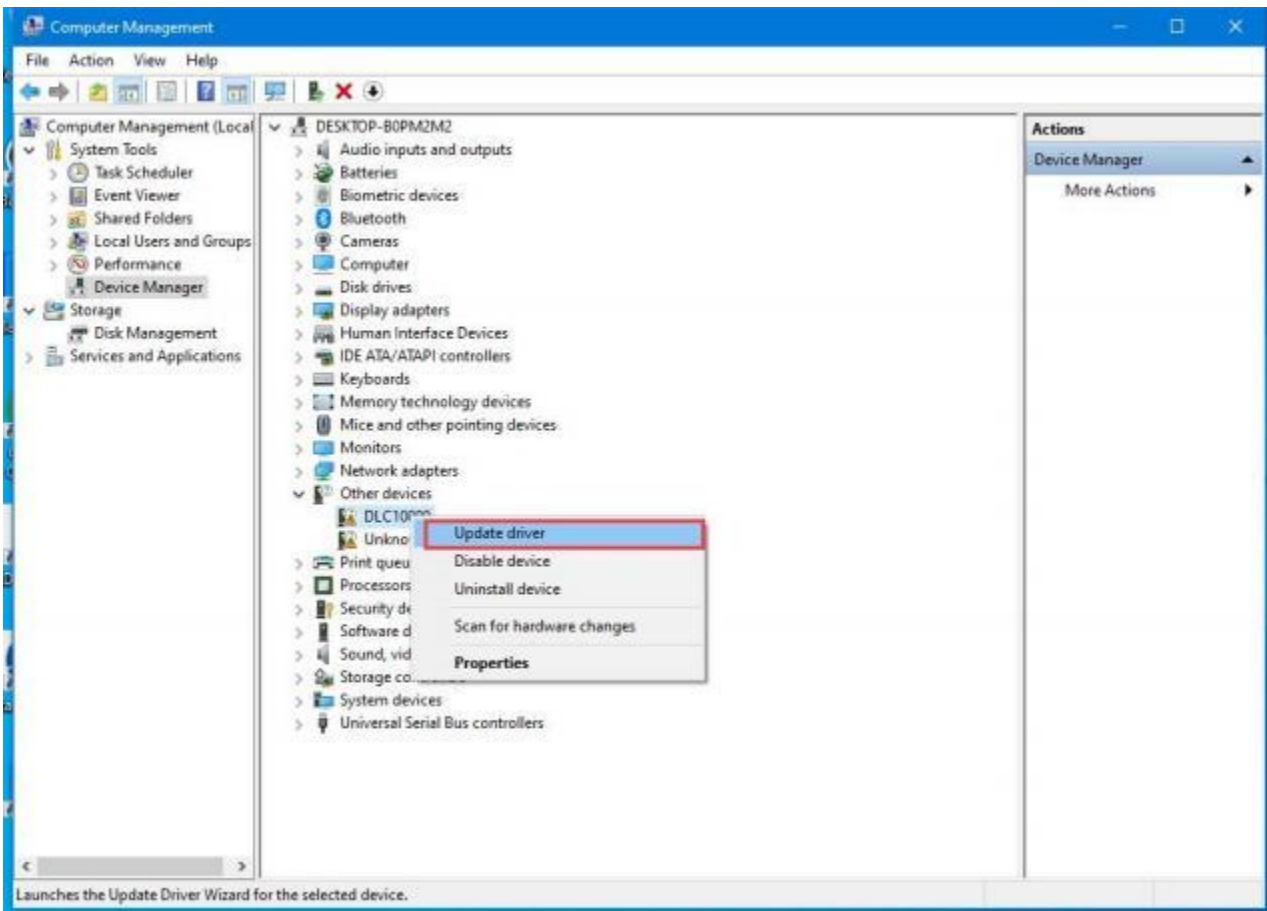 Computer Management
File Action View Help
Computer Management (Local
System Tools
Task Scheduler
Event Viewer
Shared Folders
Local Users and Groups
Performance
Device Manager
Storage
Disk Management
Services and Applications
DESKTOP-B0PM2M2
Audio inputs and outputs
Batteries
Biometric devices
Bluetooth
Cameras
Computer
Disk drives
Display adapters
Human Interface Devices
IDE ATA/ATAPI controllers
Keyboards
Memory technology devices
Mice and other pointing devices
Monitors
Network adapters
Other devices
Unkno
Print queu
Processors
Security de
Software d
Sound, vid
Storage co
System devices
Universal Serial Bus controllers
Update driver
Disable device
Uninstall device
Scan for hardware changes
Properties
Actions
Device Manager
More Actions
Launches the Update Driver Wizard for the selected device.